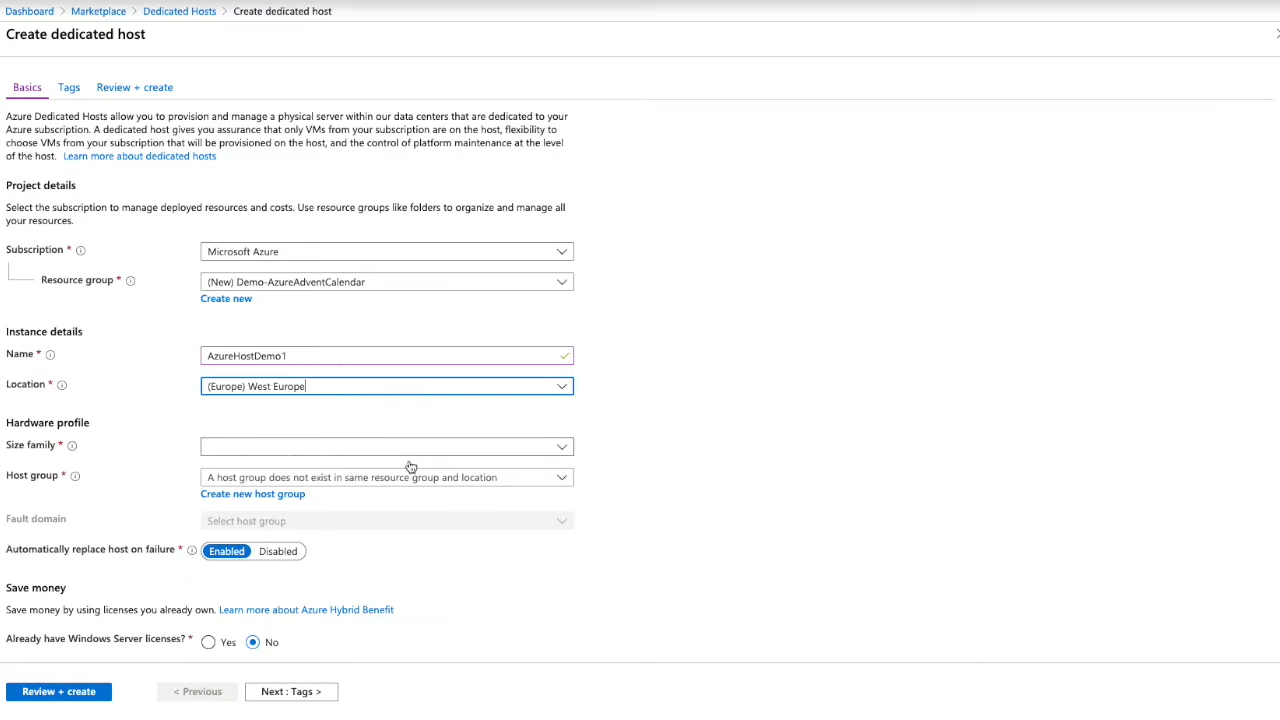 Dashboard > Marketplace > Dedicated Hosts > Create dedicated host
Create dedicated host
Basics Tags Review + create
Azure Dedicated Hosts allow you to provision and manage a physical server within our data centers that are dedicated to your
Azure subscription. A dedicated host gives you assurance that only VMs from your subscription are on the host, flexibility to
choose VMs from your subscription that will be provisioned on the host, and the control of platform maintenance at the level
of the host. Learn more about dedicated hosts
Project details
Select the subscription to manage deployed resources and costs. Use resource groups like folders to organize and manage all
your resources.
Subscription * Microsoft Azure
Resource group * (New) Demo-AzureAdventCalendar
Create new
Instance details
Name * AzureHostDemo1
Location * (Europe) West Europe
Hardware profile
Size family *
Host group * A host group does not exist in same resource group and location
Create new host group
Fault domain Select host group
Automatically replace host on failure * Enabled Disabled
Save money
Save money by using licenses you already own. Learn more about Azure Hybrid Benefit
Already have Windows Server licenses? * Yes No
Review + create < Previous Next : Tags >